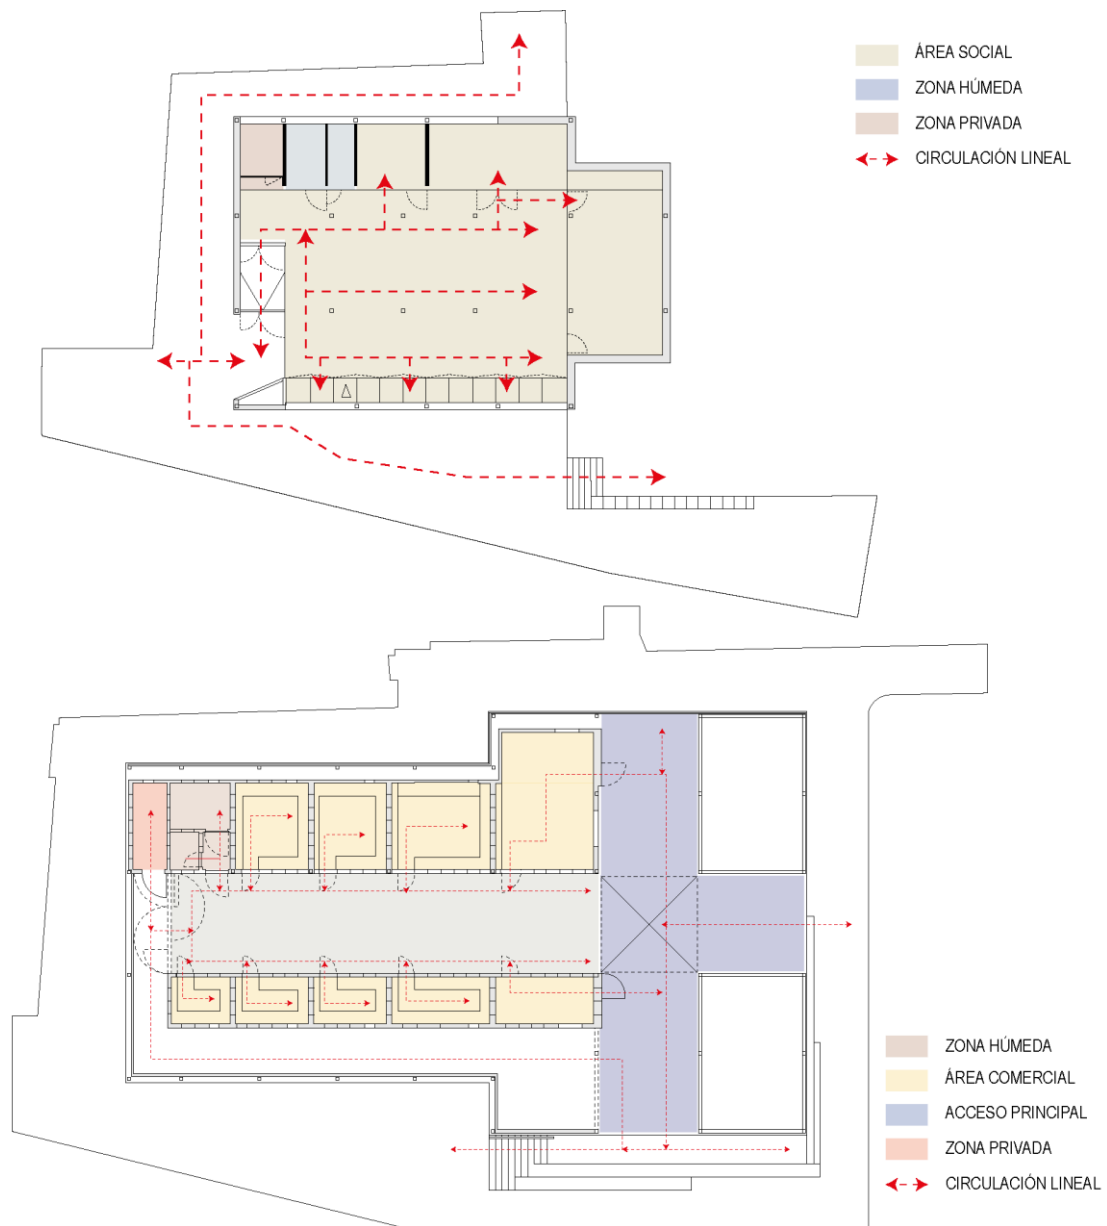 ÁREA SOCIAL
ZONA HÚMEDA
ZONA PRIVADA
CIRCULACIÓN LINEAL
ZONA HÚMEDA
ÁREA COMERCIAL
ACCESO PRINCIPAL
ZONA PRIVADA
CIRCULACIÓN LINEAL